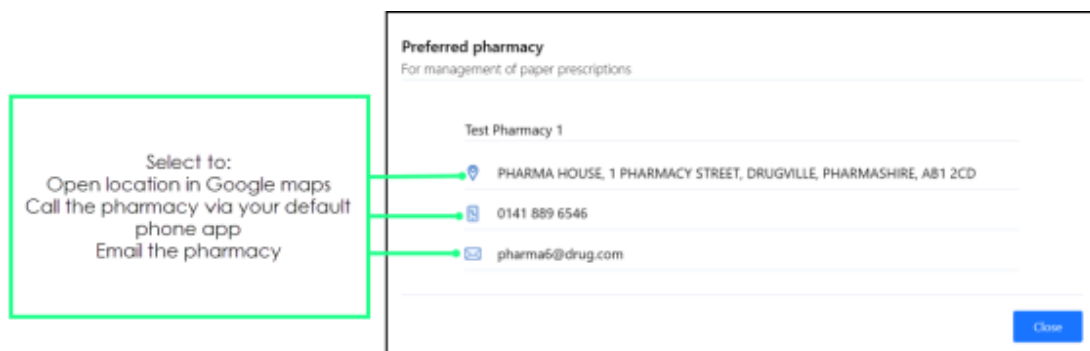 Select to:
Open location in Google maps
Call the pharmacy via your default
phone app
Email the pharmacy
Preferred pharmacy
For management of paper prescriptions
Test Pharmacy 1
PHARMA HOUSE, 1 PHARMACY STREET, DRUGVILLE, PHARMASHIRE, AB1 2CD
0141 889 6546
pharma6@drug.com
Close